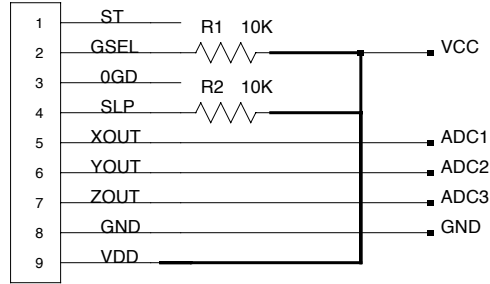 1 ST R1 10K
2 GSEL VCC
3 0GD R2 10K
4 SLP
5 XOUT ADC1
6 YOUT ADC2
7 ZOUT ADC3
8 GND GND
9 VDD